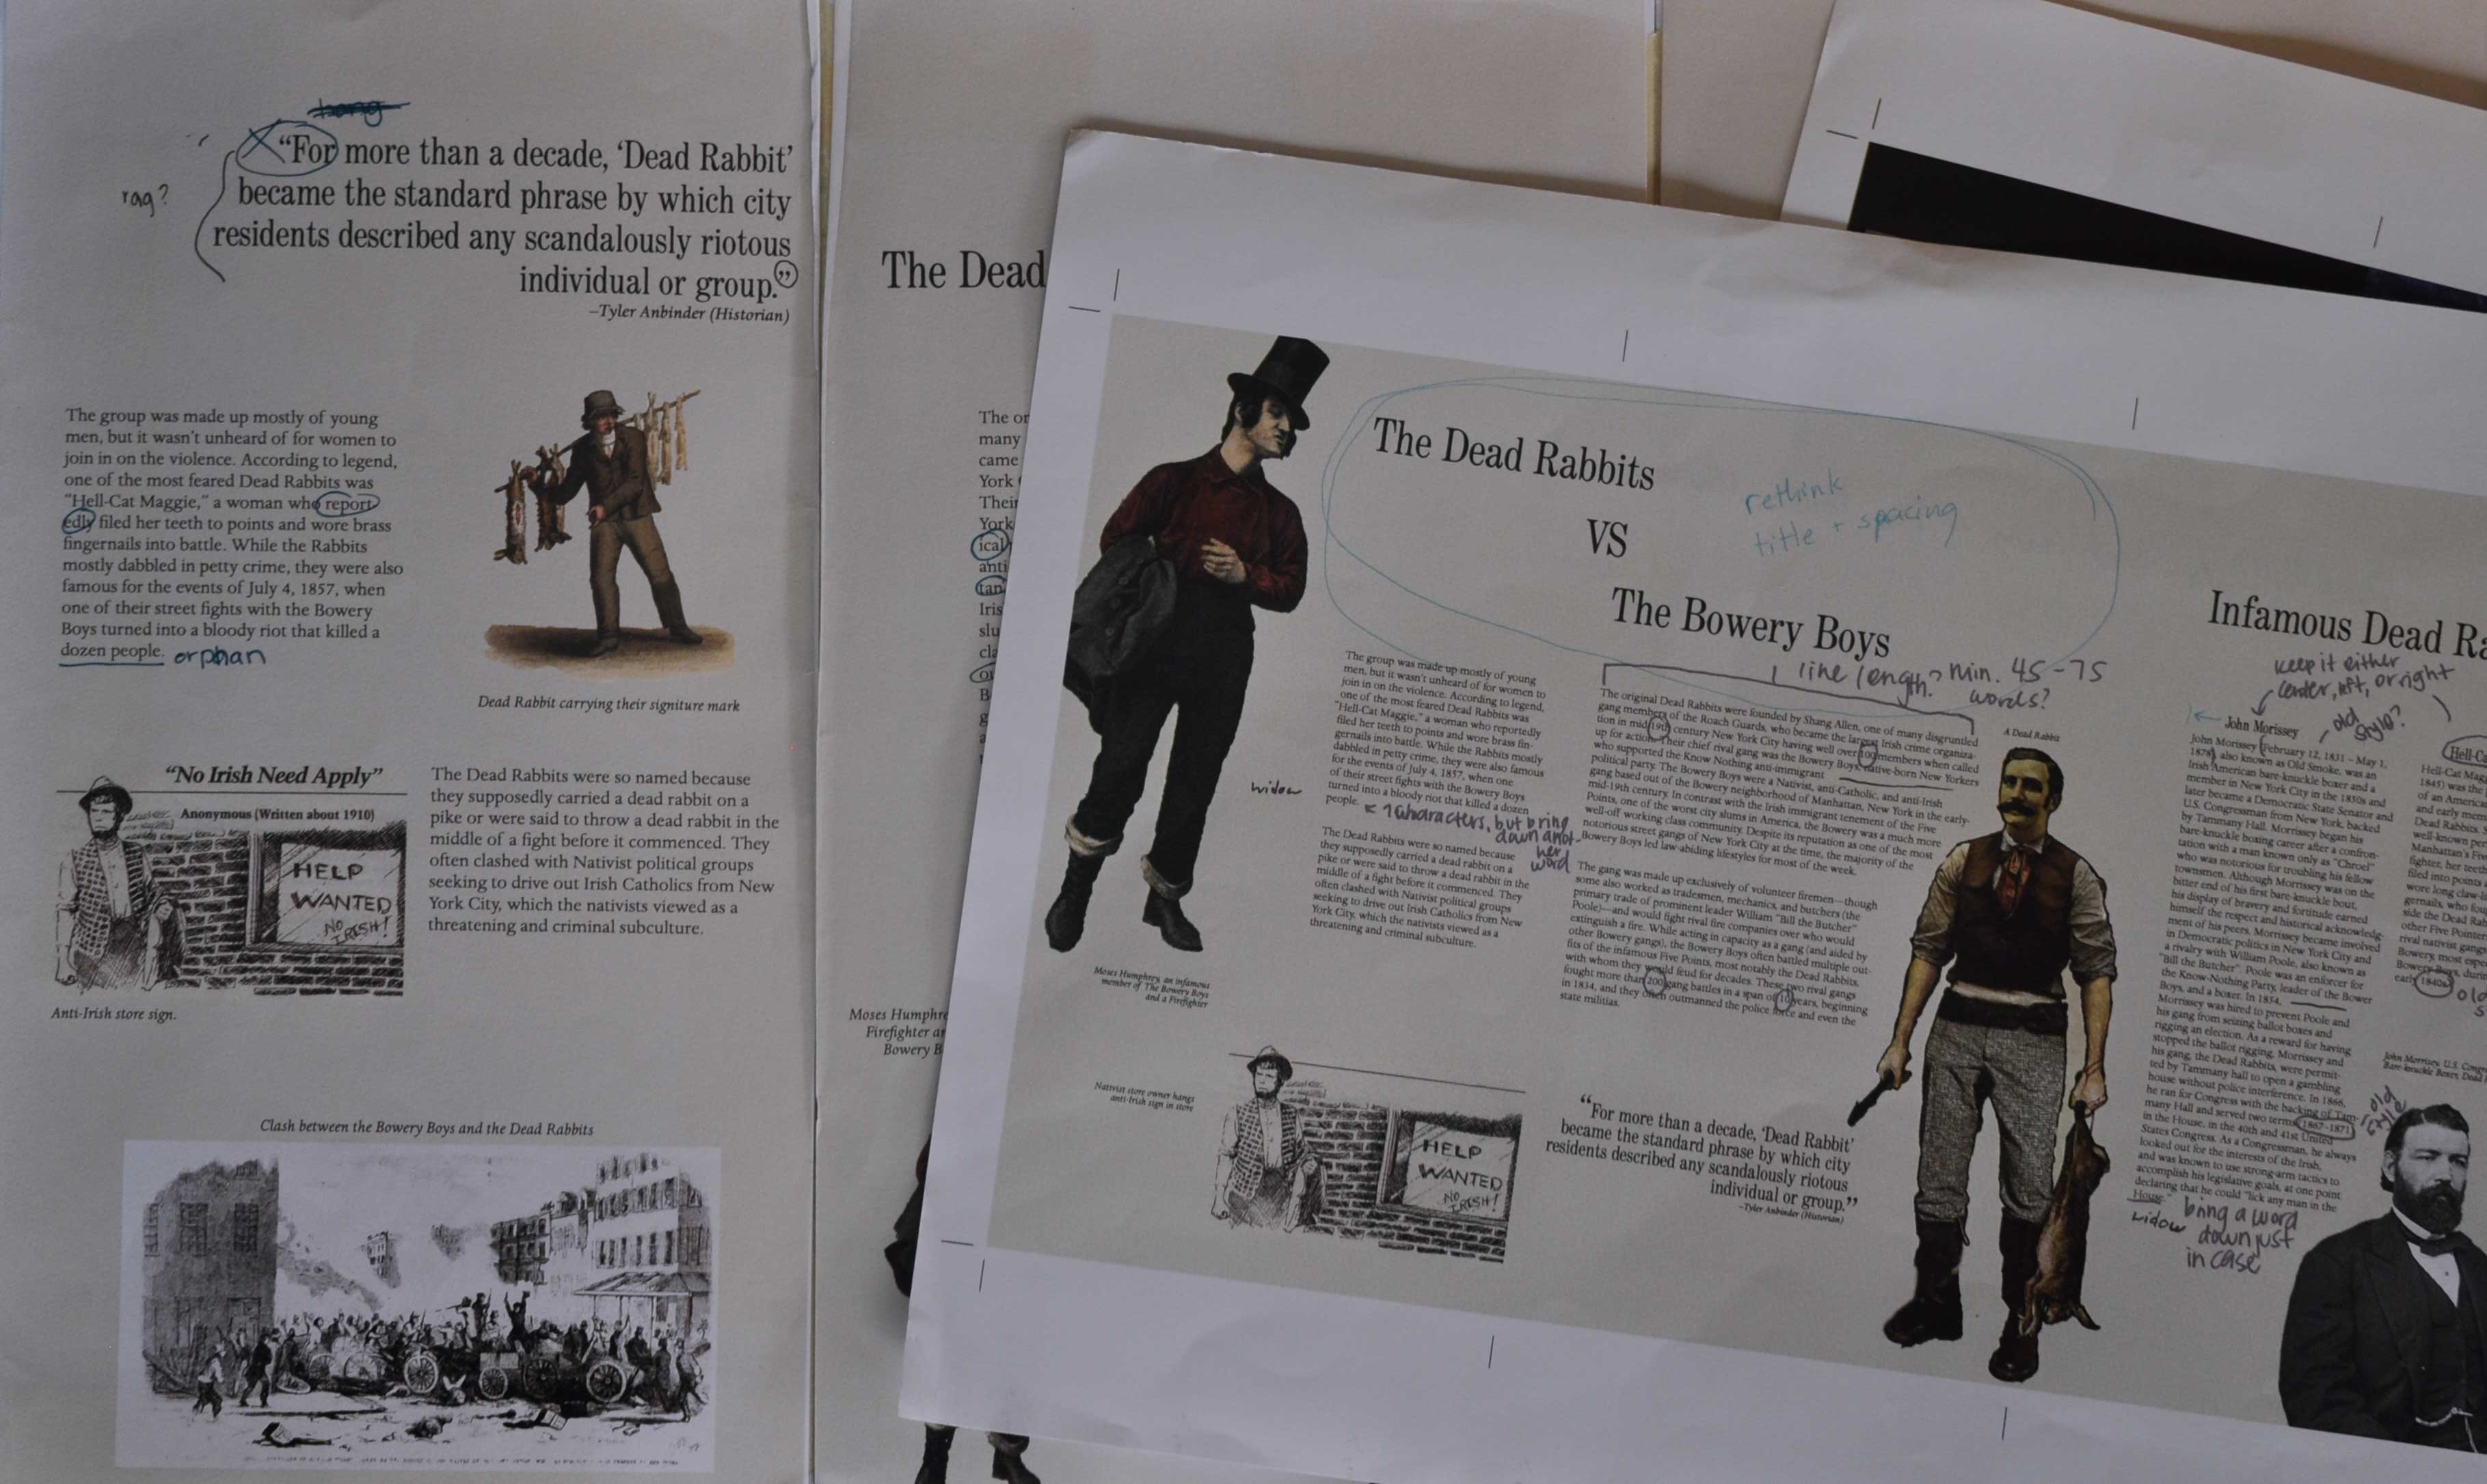 hang
rag?
“For more than a decade, ‘Dead Rabbit’
became the standard phrase by which city
residents described any scandalously riotous
individual or group.”
–Tyler Anbinder (Historian)
The group was made up mostly of young
men, but it wasn't unheard of for women to
join in on the violence. According to legend,
one of the most feared Dead Rabbits was
“Hell-Cat Maggie,” a woman who report
edly filed her teeth to points and wore brass
fingernails into battle. While the Rabbits
mostly dabbled in petty crime, they were also
famous for the events of July 4, 1857, when
one of their street fights with the Bowery
Boys turned into a bloody riot that killed a
dozen people. orphan
Dead Rabbit carrying their signiture mark
“No Irish Need Apply”
Anonymous (Written about 1910)
HELP
WANTED
NO
IRISH!
Anti-Irish store sign.
The Dead Rabbits were so named because
they supposedly carried a dead rabbit on a
pike or were said to throw a dead rabbit in the
middle of a fight before it commenced. They
often clashed with Nativist political groups
seeking to drive out Irish Catholics from New
York City, which the nativists viewed as a
threatening and criminal subculture.
Clash between the Bowery Boys and the Dead Rabbits
The Dead
The or
many
came
York
Their
York
ical
anti
tan
Iris
slu
cla
Moses Humphre
Firefighter an
Bowery B
The Dead Rabbits
VS
The Bowery Boys
rethink
title + spacing
line length? min. 45-75
words?
The group was made up mostly of young
men, but it wasn't unheard of for women to
join in on the violence. According to legend,
one of the most feared Dead Rabbits was
“Hell-Cat Maggie,” a woman who reportedly
filed her teeth to points and wore brass fin-
gernails into battle. While the Rabbits mostly
dabbled in petty crime, they were also famous
for the events of July 4, 1857, when one
of their street fights with the Bowery Boys
turned into a bloody riot that killed a dozen
people.
widow
7 characters, but bring
down anot-
her
word
The Dead Rabbits were so named because
they supposedly carried a dead rabbit on a
pike or were said to throw a dead rabbit in the
middle of a fight before it commenced. They
often clashed with Nativist political groups
seeking to drive out Irish Catholics from New
York City, which the nativists viewed as a
threatening and criminal subculture.
Moses Humphrey, an infamous
member of The Bowery Boys
and a Firefighter
Nativist store owner hangs
anti-Irish sign in store
HELP
WANTED
NO
IRISH!
The original Dead Rabbits were founded by Shang Allen, one of many disgruntled
gang members of the Roach Guards, who became the largest Irish crime organiza-
tion in mid 19th century New York City having well over 100 members when called
up for action. Their chief rival gang was the Bowery Boys, native-born New Yorkers
who supported the Know Nothing anti-immigrant
political party. The Bowery Boys were a Nativist, anti-Catholic, and anti-Irish
gang based out of the Bowery neighborhood of Manhattan, New York in the early-
mid-19th century. In contrast with the Irish immigrant tenement of the Five
Points, one of the worst city slums in America, the Bowery was a much more
well-off working class community. Despite its reputation as one of the most
notorious street gangs of New York City at the time, the majority of the
Bowery Boys led law-abiding lifestyles for most of the week.
The gang was made up exclusively of volunteer firemen—though
some also worked as tradesmen, mechanics, and butchers (the
primary trade of prominent leader William “Bill the Butcher”
Poole)—and would fight rival fire companies over who would
extinguish a fire. While acting in capacity as a gang (and aided by
other Bowery gangs), the Bowery Boys often battled multiple out-
fits of the infamous Five Points, most notably the Dead Rabbits,
with whom they would feud for decades. These two rival gangs
fought more than 200 gang battles in a span of 10 years, beginning
in 1834, and they often outmanned the police force and even the
state militias.
“For more than a decade, ‘Dead Rabbit’
became the standard phrase by which city
residents described any scandalously riotous
individual or group.”
–Tyler Anbinder (Historian)
A Dead Rabbit
Infamous Dead Ra
keep it either
center, left, or right
old
style?
John Morissey
John Morrissey (February 12, 1831 – May 1,
1878) also known as Old Smoke, was an
Irish American bare-knuckle boxer and a
member in New York City in the 1850s and
later became a Democratic State Senator and
U.S. Congressman from New York, backed
by Tammany Hall. Morrissey began his
bare-knuckle boxing career after a confron-
tation with a man known only as “Chroel”
who was notorious for troubling his fellow
townsmen. Although Morrissey was on the
bitter end of his first bare-knuckle bout,
his display of bravery and fortitude earned
himself the respect and historical acknowledg-
ment of his peers. Morrissey became involved
in Democratic politics in New York City and
a rivalry with William Poole, also known as
"Bill the Butcher". Poole was an enforcer for
the Know-Nothing Party, leader of the Bower
Boys, and a boxer. In 1854,
Morrissey was hired to prevent Poole and
his gang from seizing ballot boxes and
rigging an election. As a reward for having
stopped the ballot rigging, Morrissey and
his gang, the Dead Rabbits, were permit-
ted by Tammany hall to open a gambling
house without police interference. In 1866,
he ran for Congress with the backing of Tam-
many Hall and served two terms (1867-1871)
in the House, in the 40th and 41st United
States Congress. As a Congressman, he always
looked out for the interests of the Irish,
and was known to use strong-arm tactics to
accomplish his legislative goals, at one point
declaring that he could "lick any man in the
House."
widow
bring a word
down just
in case
old
style
Hell-Ca
Hell-Cat Mag
1845) was the
of an America
and early mem
Dead Rabbits. S
well-known per
Manhattan's Fiv
fighter, her teeth
filed into points
wore long claw-li
gernails, who fou
side the Dead Rab
other Five Pointer
rival nativist gangs
Bowery, most espe
Bowery Boys, durin
early 1840s
old
John Morrisey, U.S. Congr
Bare-knuckle Boxer, Dead